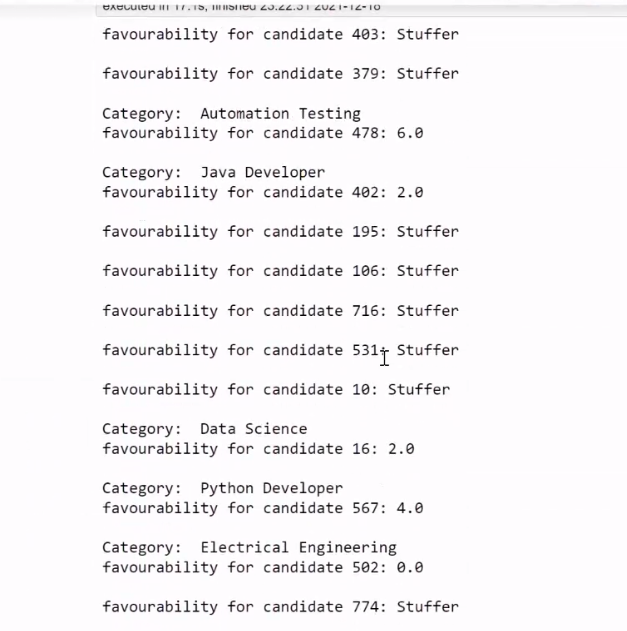 executed in 17.1s, finished 23:22:51 2021-12-18
favourability for candidate 403: Stuffer
favourability for candidate 379: Stuffer
Category:  Automation Testing
favourability for candidate 478: 6.0
Category:  Java Developer
favourability for candidate 402: 2.0
favourability for candidate 195: Stuffer
favourability for candidate 106: Stuffer
favourability for candidate 716: Stuffer
favourability for candidate 531: Stuffer
favourability for candidate 10: Stuffer
Category:  Data Science
favourability for candidate 16: 2.0
Category:  Python Developer
favourability for candidate 567: 4.0
Category:  Electrical Engineering
favourability for candidate 502: 0.0
favourability for candidate 774: Stuffer